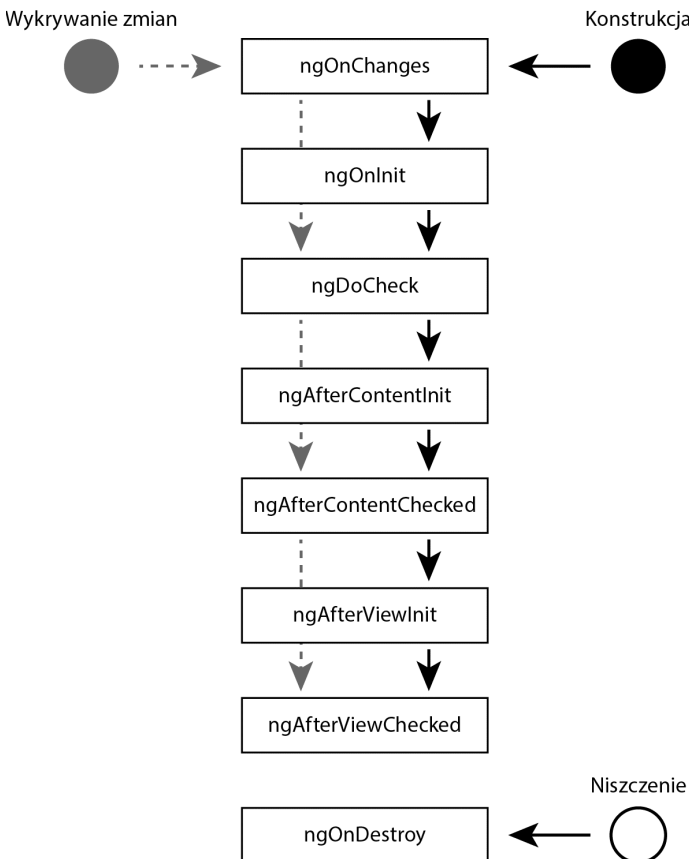 Wykrywanie zmian
Konstrukcja
ngOnChanges
ngOnInit
ngDoCheck
ngAfterContentInit
ngAfterContentChecked
ngAfterViewInit
ngAfterViewChecked
Niszczenie
ngOnDestroy